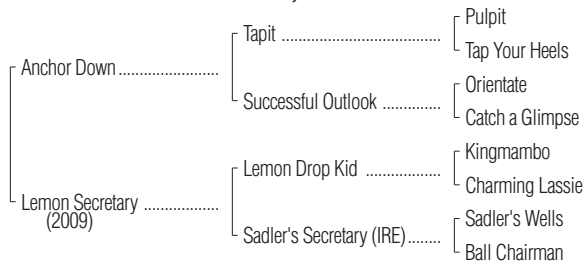 Pulpit
Tapit ....................................
Tap Your Heels
Anchor Down .......................
Orientate
Successful Outlook .............
Catch a Glimpse
Kingmambo
Lemon Drop Kid .................
Charming Lassie
Lemon Secretary .................
(2009)
Sadler's Wells
Sadler's Secretary (IRE) .......
Ball Chairman